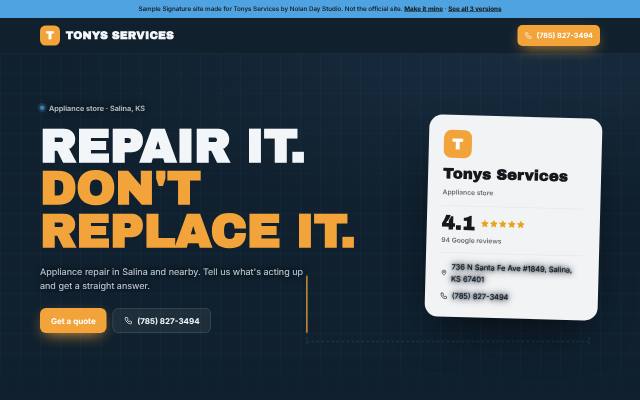 Sample Signature site made for Tonys Services by Nolan Day Studio. Not the official site. Make it mine · See all 3 versions
T TONYS SERVICES
(785) 827-3494
Appliance store · Salina, KS
REPAIR IT.
DON'T
REPLACE IT.
Appliance repair in Salina and nearby. Tell us what's acting up
and get a straight answer.
Get a quote
(785) 827-3494
T
Tonys Services
Appliance store
4.1 ★★★★★
94 Google reviews
736 N Santa Fe Ave #1849, Salina,
KS 67401
(785) 827-3494